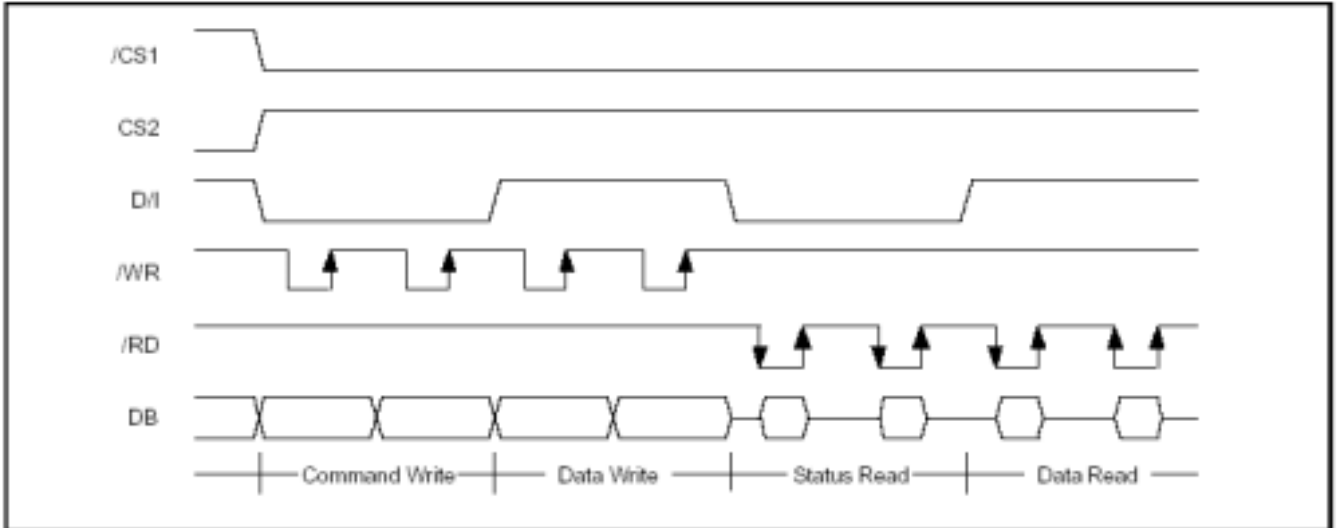 /CS1
CS2
D/I
/WR
/RD
DB
Command Write Data Write Status Read Data Read